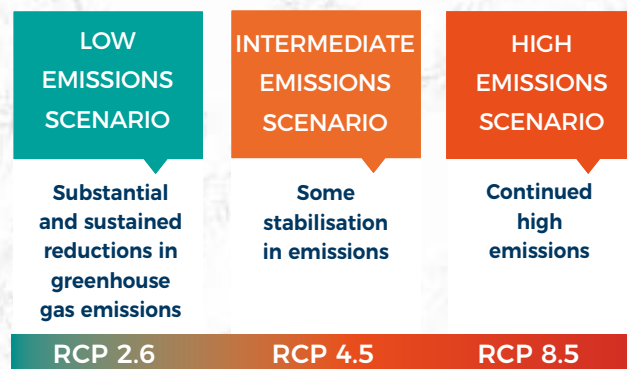 LOW
EMISSIONS
SCENARIO
Substantial
and sustained
reductions in
greenhouse
gas emissions
RCP 2.6
INTERMEDIATE
EMISSIONS
SCENARIO
Some
stabilisation
in emissions
RCP 4.5
HIGH
EMISSIONS
SCENARIO
Continued
high
emissions
RCP 8.5